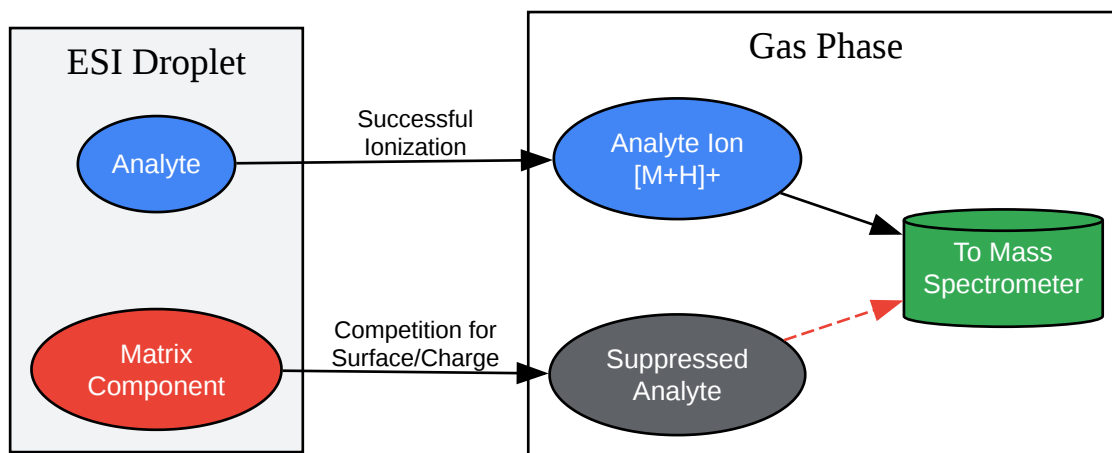 ESI Droplet
Gas Phase
Analyte
Successful
Ionization
Analyte Ion
[M+H]+
To Mass
Spectrometer
Matrix
Component
Competition for
Surface/Charge
Suppressed
Analyte